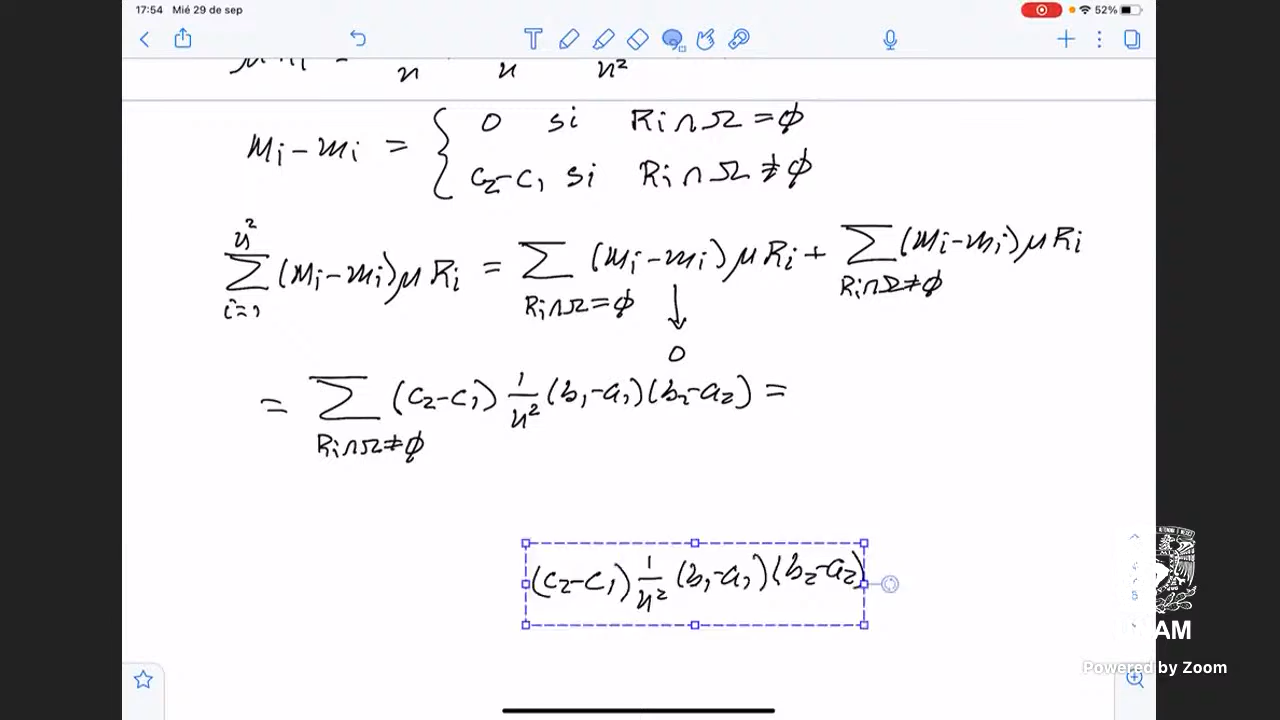 17:54 Mié 29 de sep 52%
n n n²
Mi – mi = { 0 si Ri ∩ Ω = ϕ
c₂–c₁ si Ri ∩ Ω ≠ ϕ
n² ∑ i=1 (Mi–mi) μ Ri = ∑ Ri∩Ω=ϕ (Mi–mi) μ Ri + ∑ Ri∩Ω≠ϕ (Mi–mi) μ Ri
↓
0
= ∑ Ri∩Ω≠ϕ (c₂–c₁) 1/n² (b₁–a₁)(b₂–a₂) =
(c₂–c₁) 1/n² (b₁–a₁)(b₂–a₂)
Powered by Zoom